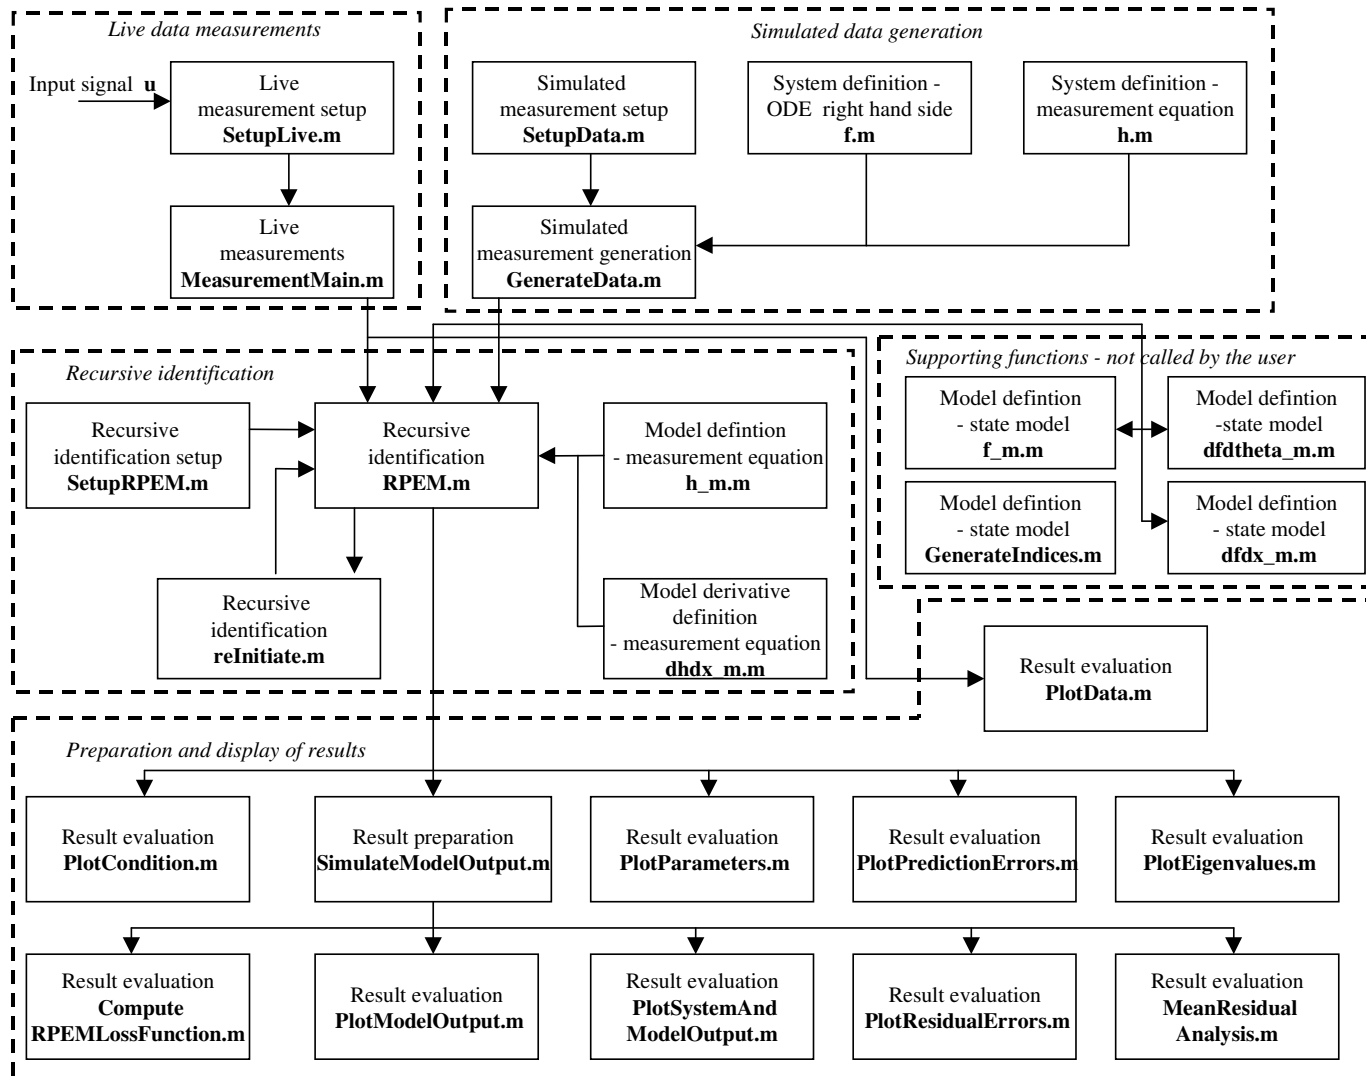 Live data measurements
Input signal u
Live
measurement setup
SetupLive.m
Live
measurements
MeasurementMain.m
Simulated data generation
Simulated
measurement setup
SetupData.m
System definition -
ODE right hand side
f.m
System definition -
measurement equation
h.m
Simulated
measurement generation
GenerateData.m
Recursive identification
Recursive
identification setup
SetupRPEM.m
Recursive
identification
RPEM.m
Model defintion
- measurement equation
h_m.m
Recursive
identification
reInitiate.m
Model derivative
definition
- measurement equation
dhdx_m.m
Supporting functions - not called by the user
Model defintion
- state model
f_m.m
Model defintion
-state model
dfdtheta_m.m
Model defintion
- state model
GenerateIndices.m
Model defintion
- state model
dfdx_m.m
Result evaluation
PlotData.m
Preparation and display of results
Result evaluation
PlotCondition.m
Result preparation
SimulateModelOutput.m
Result evaluation
PlotParameters.m
Result evaluation
PlotPredictionErrors.m
Result evaluation
PlotEigenvalues.m
Result evaluation
Compute
RPEMLossFunction.m
Result evaluation
PlotModelOutput.m
Result evaluation
PlotSystemAnd
ModelOutput.m
Result evaluation
PlotResidualErrors.m
Result evaluation
MeanResidual
Analysis.m